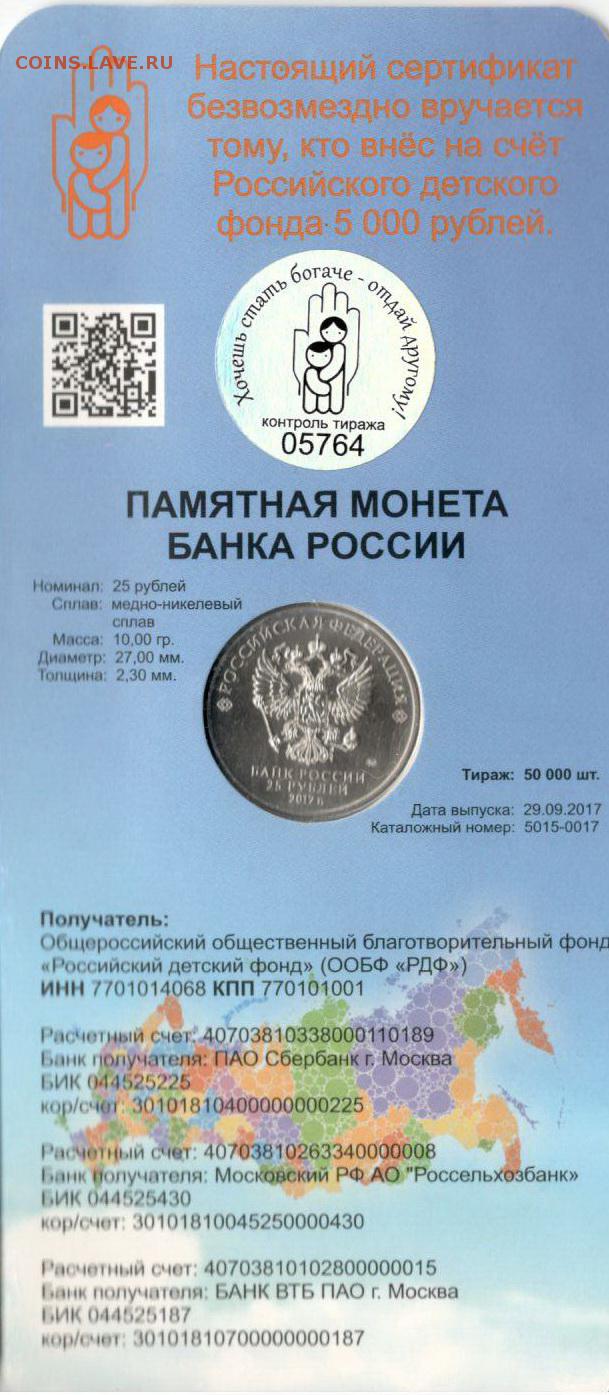 COINS.LAVE.RU
Настоящий сертификат
безвозмездно вручается
тому, кто внёс на счёт
Российского детского
фонда 5 000 рублей.
Хочешь стать богаче - отдай другому!
контроль тиража
05764
ПАМЯТНАЯ МОНЕТА
БАНКА РОССИИ
Номинал: 25 рублей
Сплав: медно-никелевый
сплав
Масса: 10,00 гр.
Диаметр: 27,00 мм.
Толщина: 2,30 мм.
РОССИЙСКАЯ ФЕДЕРАЦИЯ
БАНК РОССИИ
25 РУБЛЕЙ
2017 г.
Тираж: 50 000 шт.
Дата выпуска: 29.09.2017
Каталожный номер: 5015-0017
Получатель:
Общероссийский общественный благотворительный фонд
«Российский детский фонд» (ООБФ «РДФ»)
ИНН 7701014068 КПП 770101001
Расчетный счет: 40703810338000110189
Банк получателя: ПАО Сбербанк г. Москва
БИК 044525225
кор/счет: 30101810400000000225
Расчетный счет: 40703810263340000008
Банк получателя: Московский РФ АО "Россельхозбанк»
БИК 044525430
кор/счет: 30101810045250000430
Расчетный счет: 40703810102800000015
Банк получателя: БАНК ВТБ ПАО г. Москва
БИК 044525187
кор/счет: 30101810700000000187